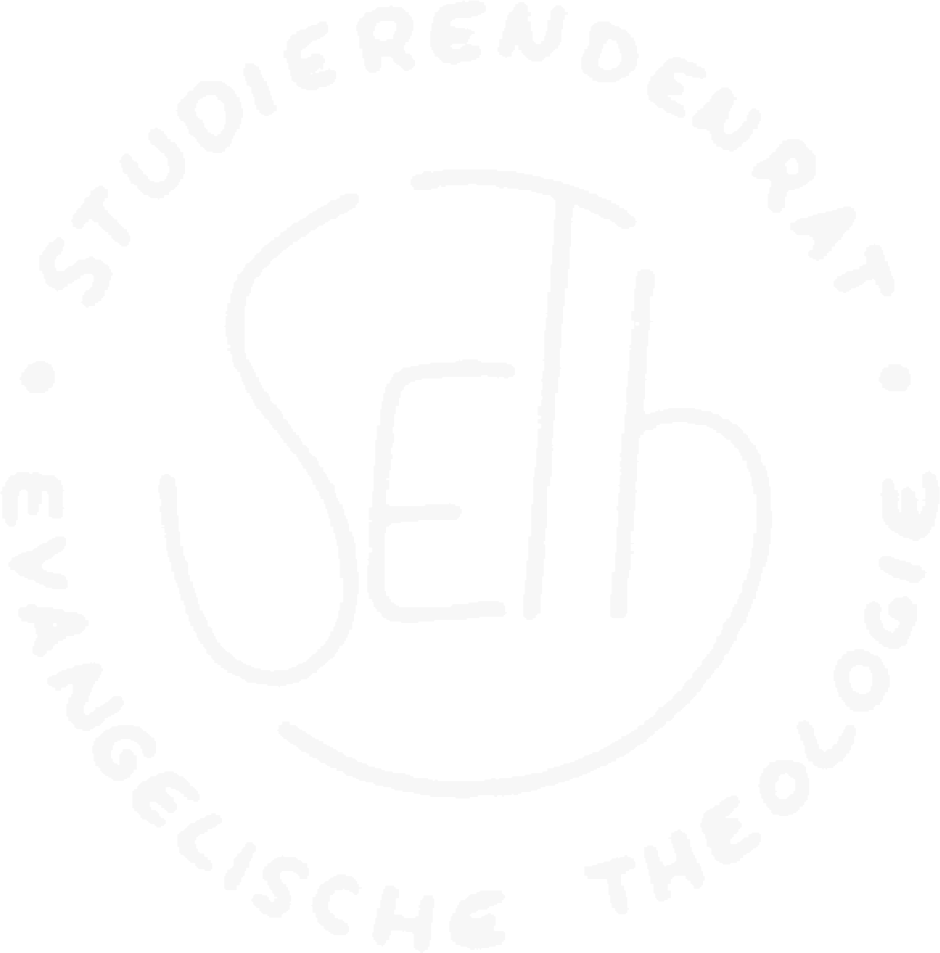 STUDIERENDENRAT
SETh
• EVANGELISCHE THEOLOGIE •